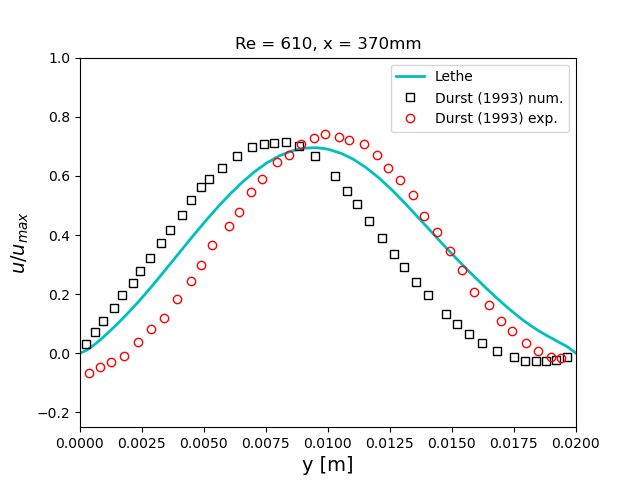 Re = 610, x = 370mm
Lethe
Durst (1993) num.
Durst (1993) exp.
1.0
0.8
0.6
0.4
0.2
0.0
−0.2
u/u_max
0.0000 0.0025 0.0050 0.0075 0.0100 0.0125 0.0150 0.0175 0.0200
y [m]